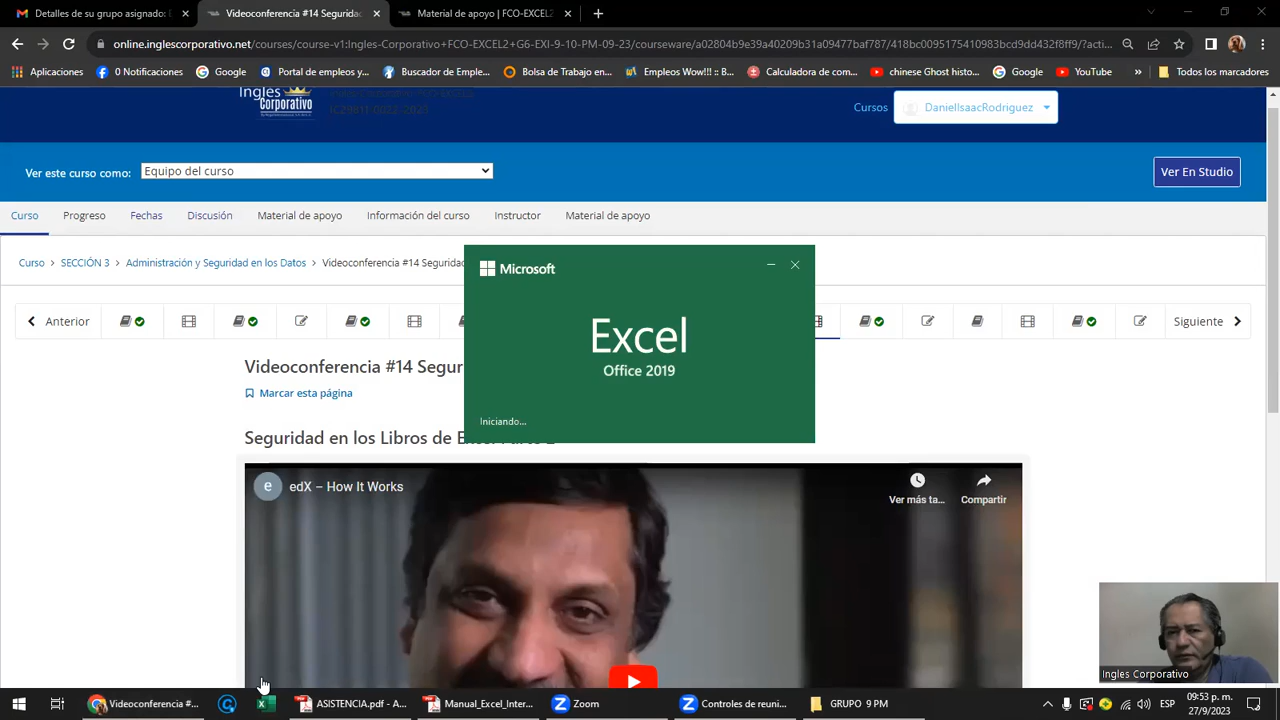 Detalles de su grupo asignado: E
Videoconferencia #14 Segurida
Material de apoyo | FCO-EXCEL2
online.inglescorporativo.net/courses/course-v1:Ingles-Corporativo+FCO-EXCEL2+G6-EXI-9-10-PM-09-23/courseware/a02804b9e39a40209b31a49477baf787/418bc0095175410983bcd9dd432f8ff9/?acti...
Aplicaciones
0 Notificaciones
Google
Portal de empleos y...
Buscador de Emple...
Bolsa de Trabajo en...
Empleos Wow!!! :: B...
Calculadora de com...
chinese Ghost histo...
Google
YouTube
Todos los marcadores
Inglés
Corporativo
Cursos
DanielIsaacRodriguez
Ver este curso como:
Equipo del curso
Ver En Studio
Curso
Progreso
Fechas
Discusión
Material de apoyo
Información del curso
Instructor
Material de apoyo
Curso
SECCIÓN 3
Administración y Seguridad en los Datos
Videoconferencia #14 Segurida
Microsoft
Excel
Office 2019
Iniciando...
Anterior
Siguiente
Videoconferencia #14 Segur
Marcar esta página
Seguridad en los Libros de Excel Parte 2
e
edX – How It Works
Ver más ta...
Compartir
Ingles Corporativo
Videoconferencia #...
ASISTENCIA.pdf - A...
Manual_Excel_Inter...
Zoom
Controles de reuni...
GRUPO 9 PM
ESP
09:53 p. m.
27/9/2023